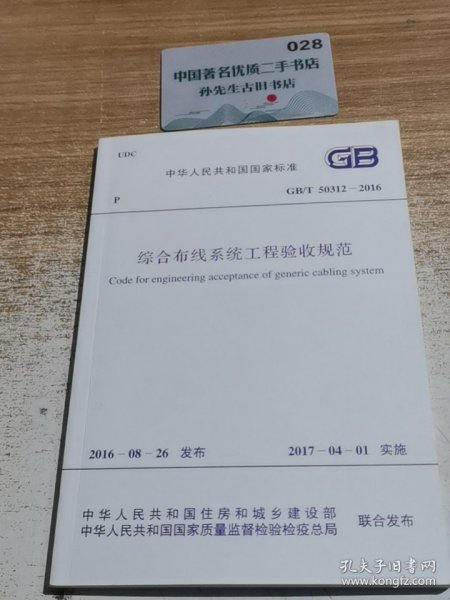 028
中国著名优质二手书店
孙先生古旧书店
UDC
中华人民共和国国家标准
GB
P
GB/T 50312-2016
综合布线系统工程验收规范
Code for engineering acceptance of generic cabling system
2016-08-26 发布
2017-04-01 实施
中华人民共和国住房和城乡建设部
中华人民共和国国家质量监督检验检疫总局
联合发布
孔夫子旧书网
www.kongfz.com